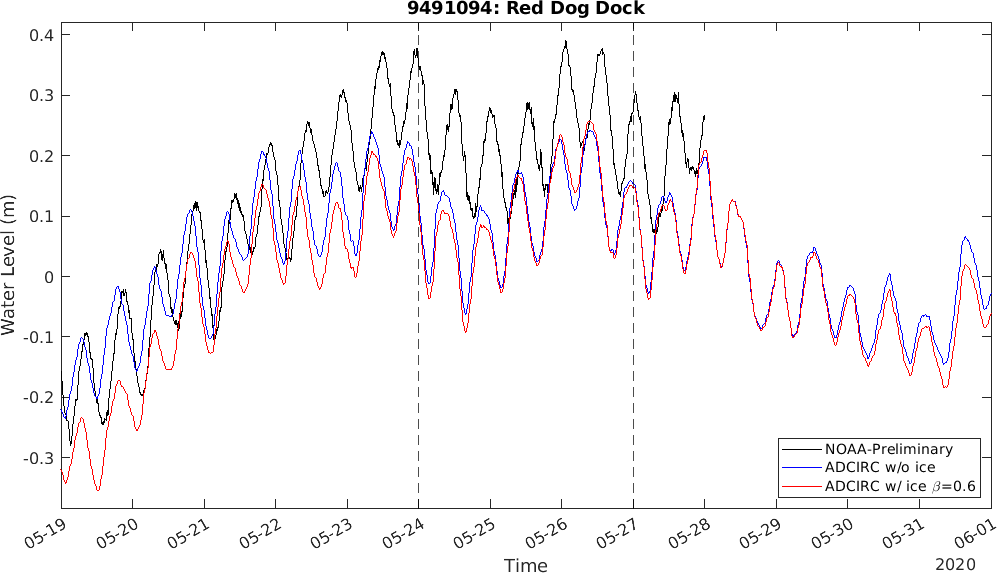 9491094: Red Dog Dock
Water Level (m)
0.4
0.3
0.2
0.1
0
-0.1
-0.2
-0.3
NOAA-Preliminary
ADCIRC w/o ice
ADCIRC w/ ice β=0.6
05-19 05-20 05-21 05-22 05-23 05-24 05-25 05-26 05-27 05-28 05-29 05-30 05-31 06-01
Time
2020